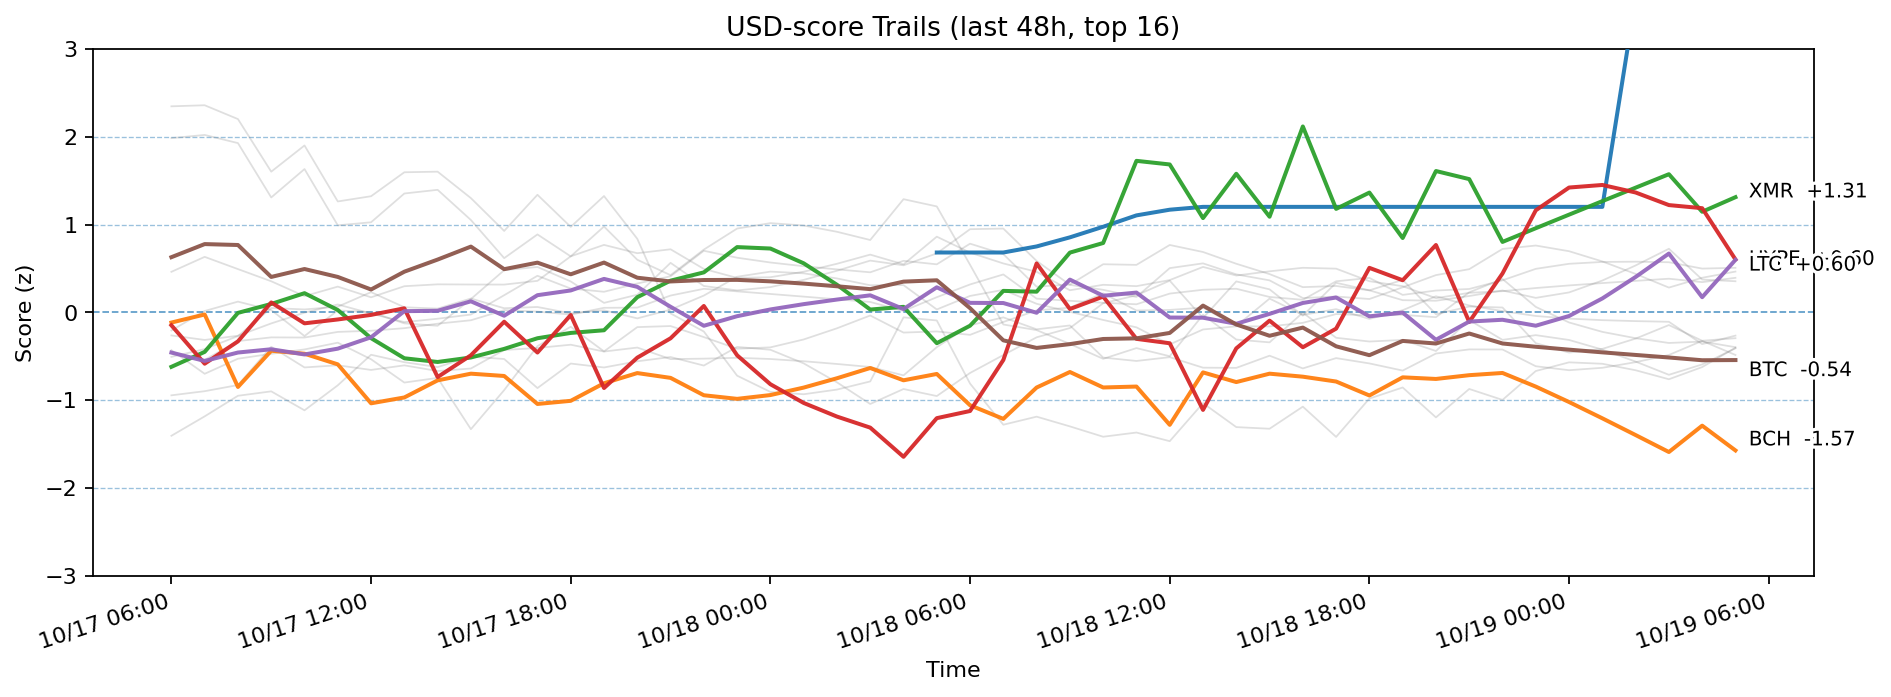 USD-score Trails (last 48h, top 16)
Score (z)
3
2
1
0
−1
−2
−3
XMR +1.31
LTC +0.60
BTC -0.54
BCH -1.57
10/17 06:00
10/17 12:00
10/17 18:00
10/18 00:00
10/18 06:00
10/18 12:00
10/18 18:00
10/19 00:00
10/19 06:00
Time